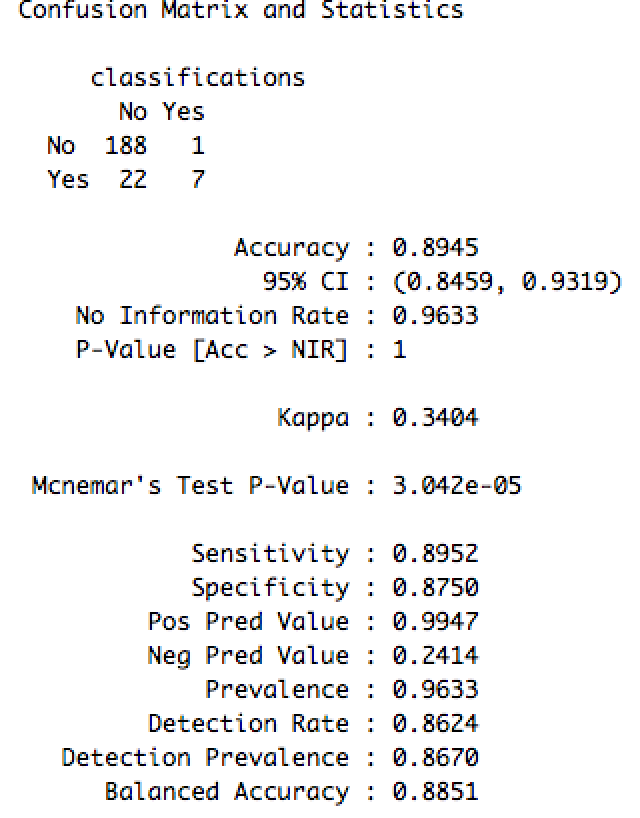 Confusion Matrix and Statistics
classifications
No Yes
No 188 1
Yes 22 7
Accuracy : 0.8945
95% CI : (0.8459, 0.9319)
No Information Rate : 0.9633
P-Value [Acc > NIR] : 1
Kappa : 0.3404
Mcnemar's Test P-Value : 3.042e-05
Sensitivity : 0.8952
Specificity : 0.8750
Pos Pred Value : 0.9947
Neg Pred Value : 0.2414
Prevalence : 0.9633
Detection Rate : 0.8624
Detection Prevalence : 0.8670
Balanced Accuracy : 0.8851